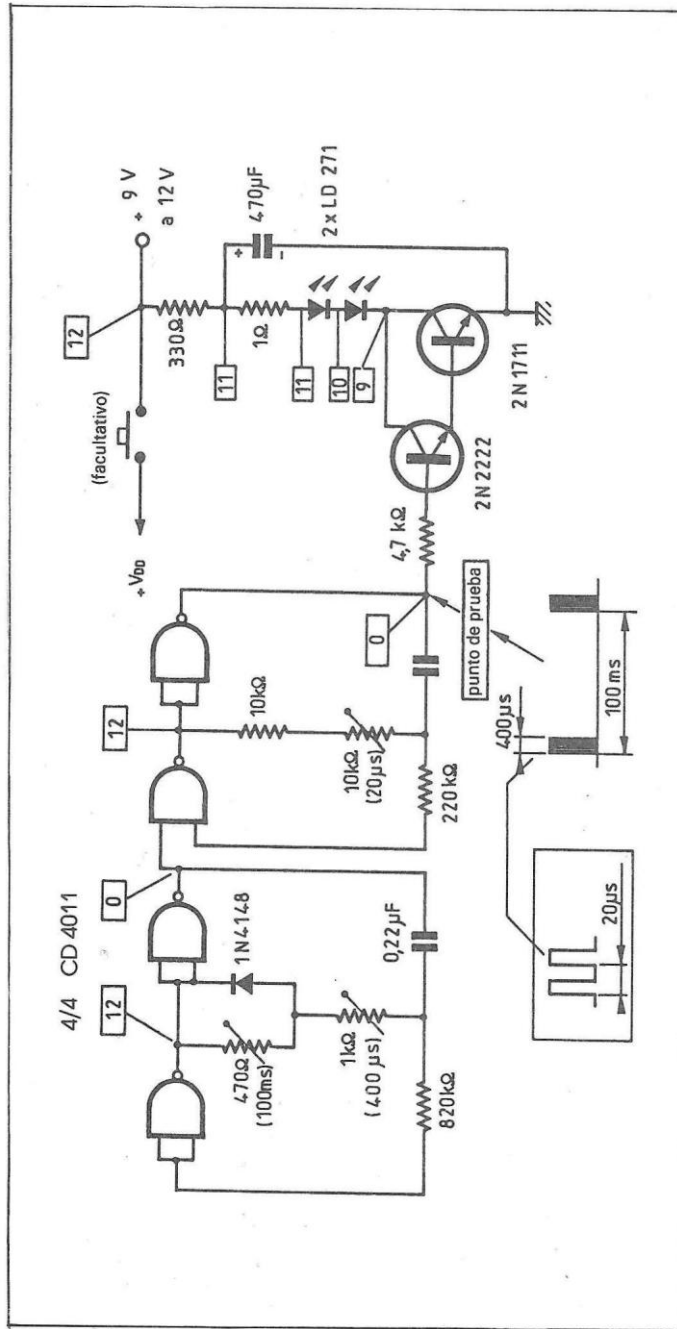 4/4 CD 4011
12
470Ω
(100ms)
1N4148
1kΩ
(400 µs)
820kΩ
0,22µF
0
12
10kΩ
10kΩ
(20µs)
220 kΩ
0
punto de prueba
4,7 kΩ
2N 2222
2N 1711
+VDD
(facultativo)
12
+ 9 V
a 12 V
330Ω
11
1Ω
11
10
9
+
-
470µF
2 x LD 271
20µs
400µs
100 ms